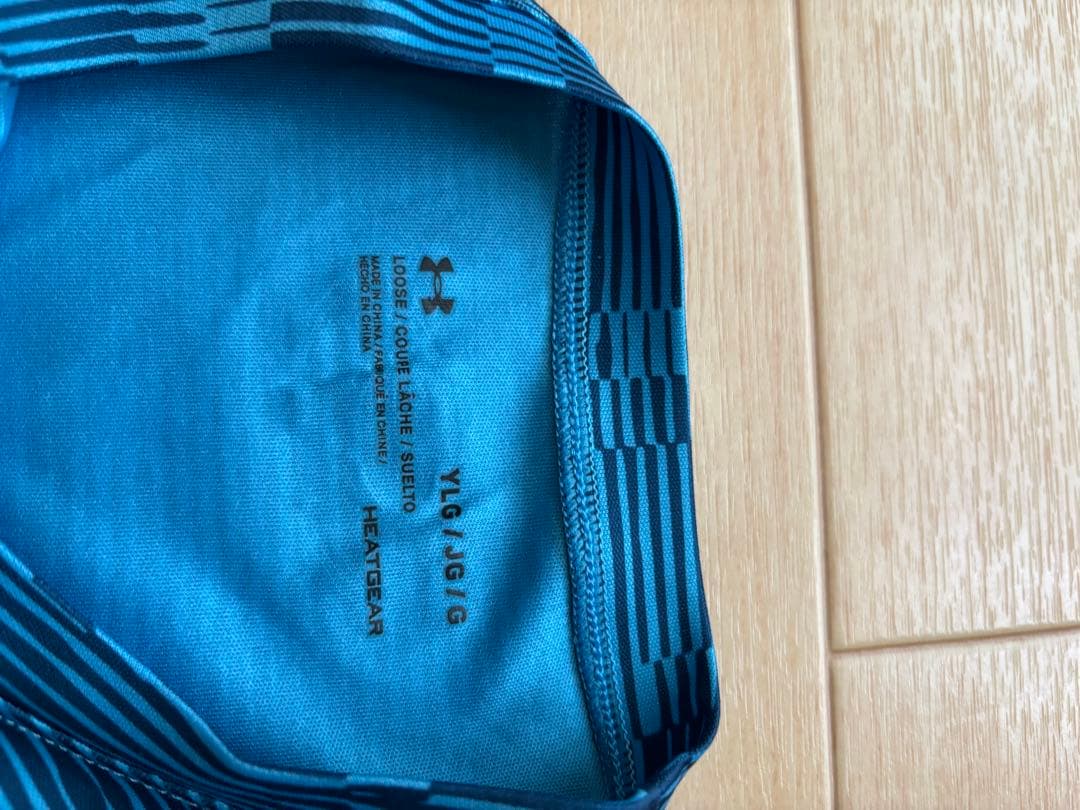 YLG / JG / G
LOOSE / COUPE LÂCHE / SUELTO
MADE IN CHINA / FABRIQUÉ EN CHINE /
HECHO EN CHINA
HEATGEAR